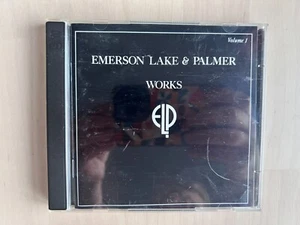 Volume 1
EMERSON LAKE & PALMER
WORKS
ELP